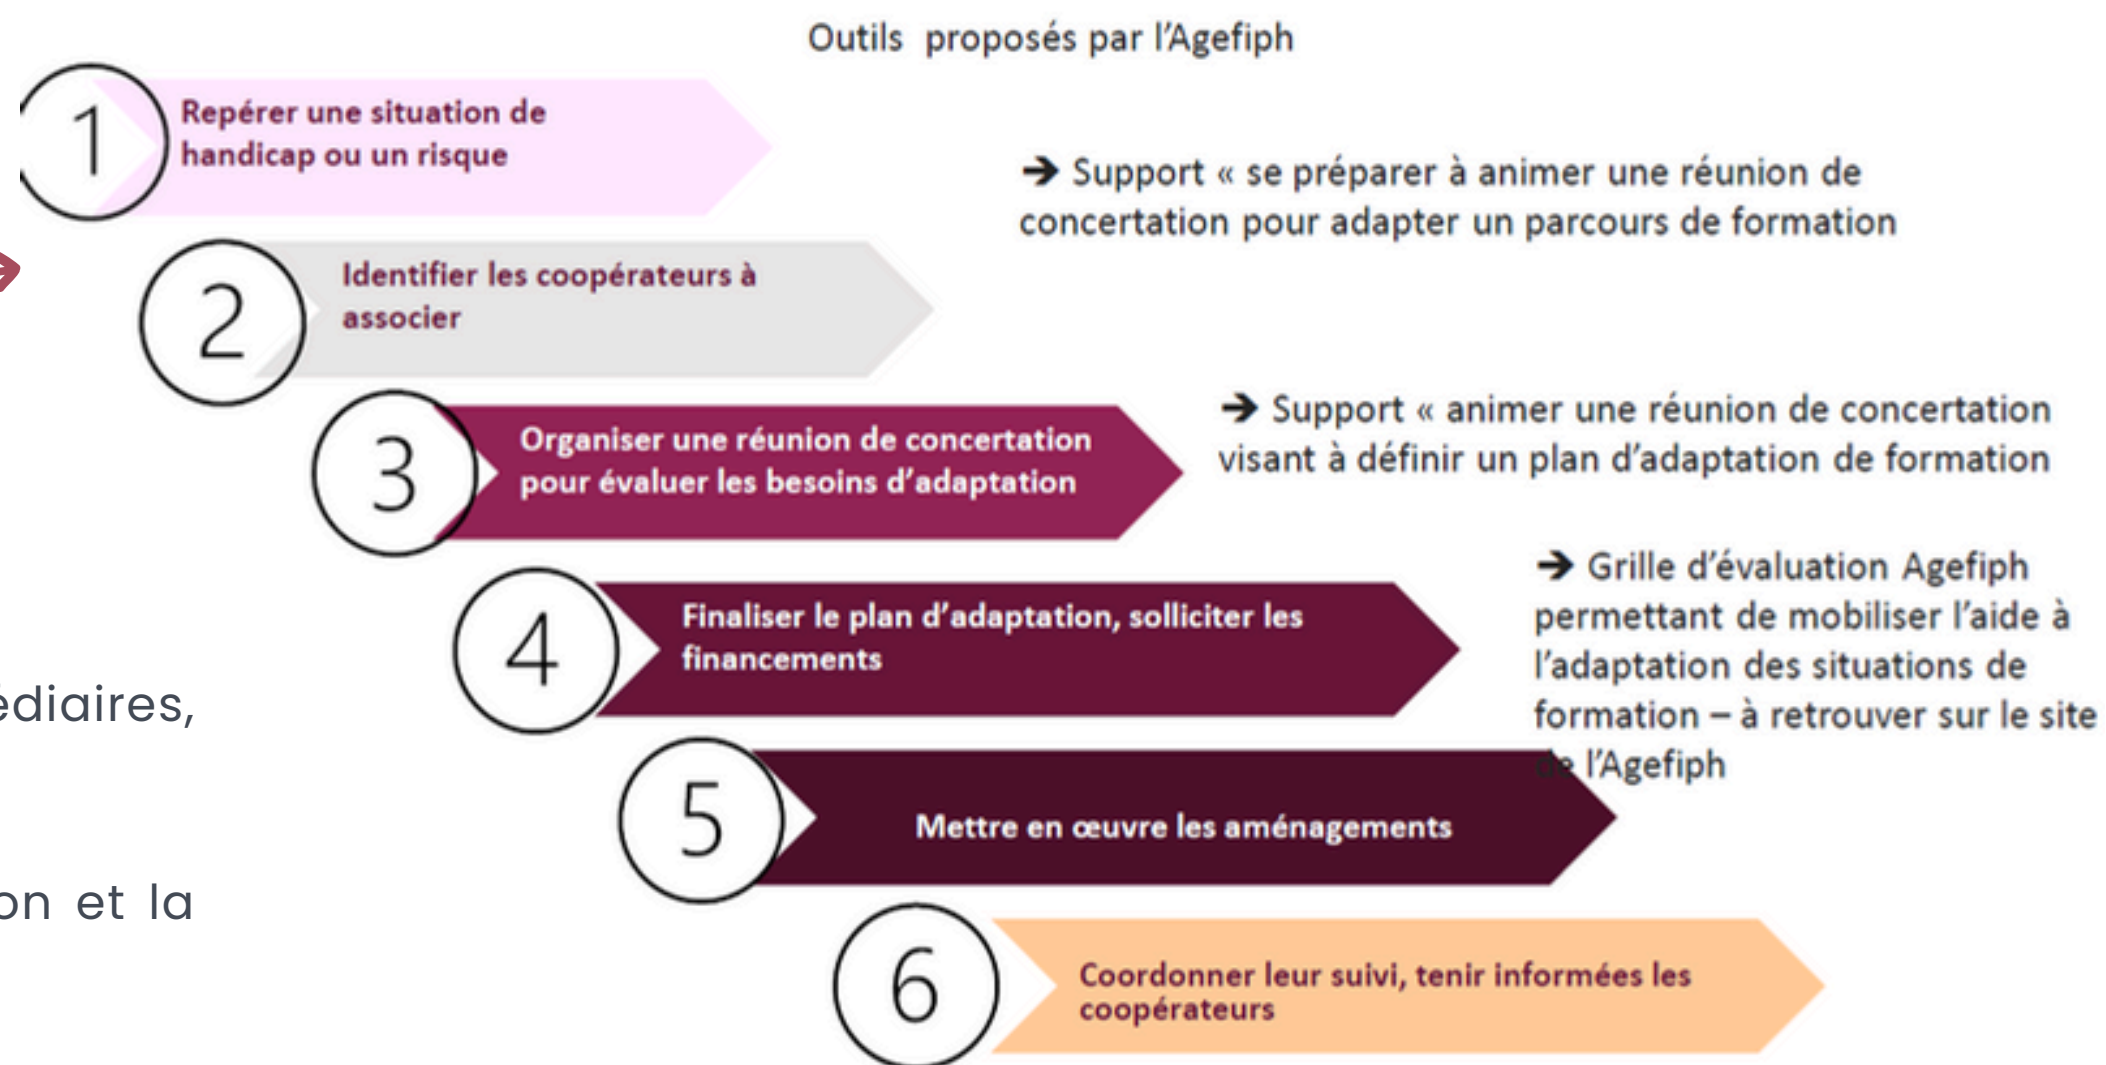 Outils proposés par l'Agefiph
1
Repérer une situation de
handicap ou un risque
➔ Support « se préparer à animer une réunion de
concertation pour adapter un parcours de formation
2
Identifier les coopérateurs à
associer
3
Organiser une réunion de concertation
pour évaluer les besoins d'adaptation
➔ Support « animer une réunion de concertation
visant à définir un plan d'adaptation de formation
4
Finaliser le plan d'adaptation, solliciter les
financements
➔ Grille d'évaluation Agefiph
permettant de mobiliser l'aide à
l'adaptation des situations de
formation – à retrouver sur le site
de l'Agefiph
édiaires,
5
Mettre en œuvre les aménagements
on et la
6
Coordonner leur suivi, tenir informées les
coopérateurs